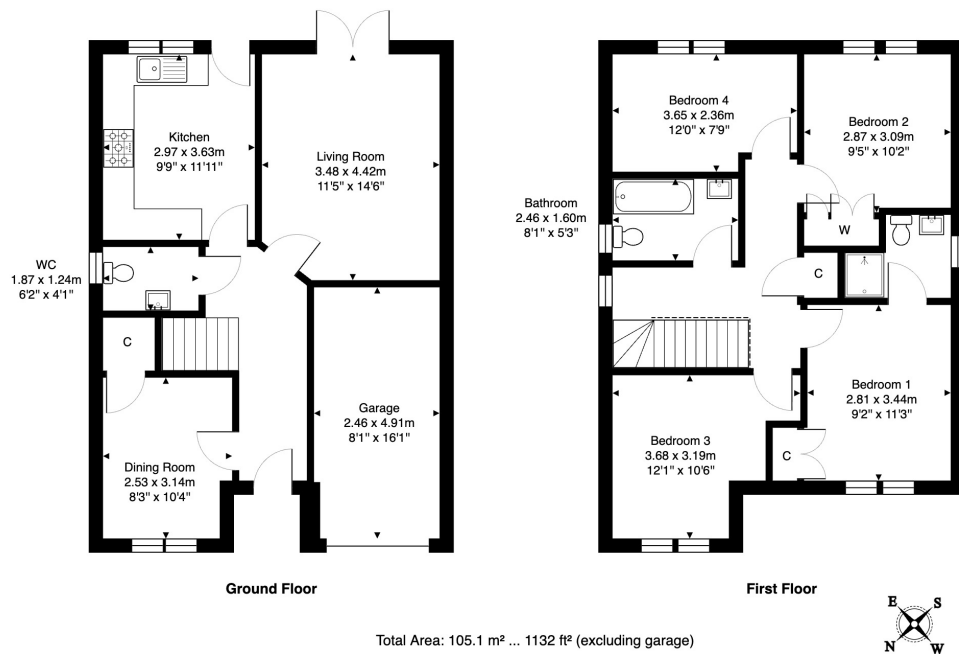 Kitchen
2.97 x 3.63m
9'9" x 11'11"
Living Room
3.48 x 4.42m
11'5" x 14'6"
WC
1.87 x 1.24m
6'2" x 4'1"
C
Dining Room
2.53 x 3.14m
8'3" x 10'4"
Garage
2.46 x 4.91m
8'1" x 16'1"
Ground Floor
Bedroom 4
3.65 x 2.36m
12'0" x 7'9"
Bedroom 2
2.87 x 3.09m
9'5" x 10'2"
Bathroom
2.46 x 1.60m
8'1" x 5'3"
W
C
Bedroom 1
2.81 x 3.44m
9'2" x 11'3"
Bedroom 3
3.68 x 3.19m
12'1" x 10'6"
C
First Floor
E S
N W
Total Area: 105.1 m² ... 1132 ft² (excluding garage)